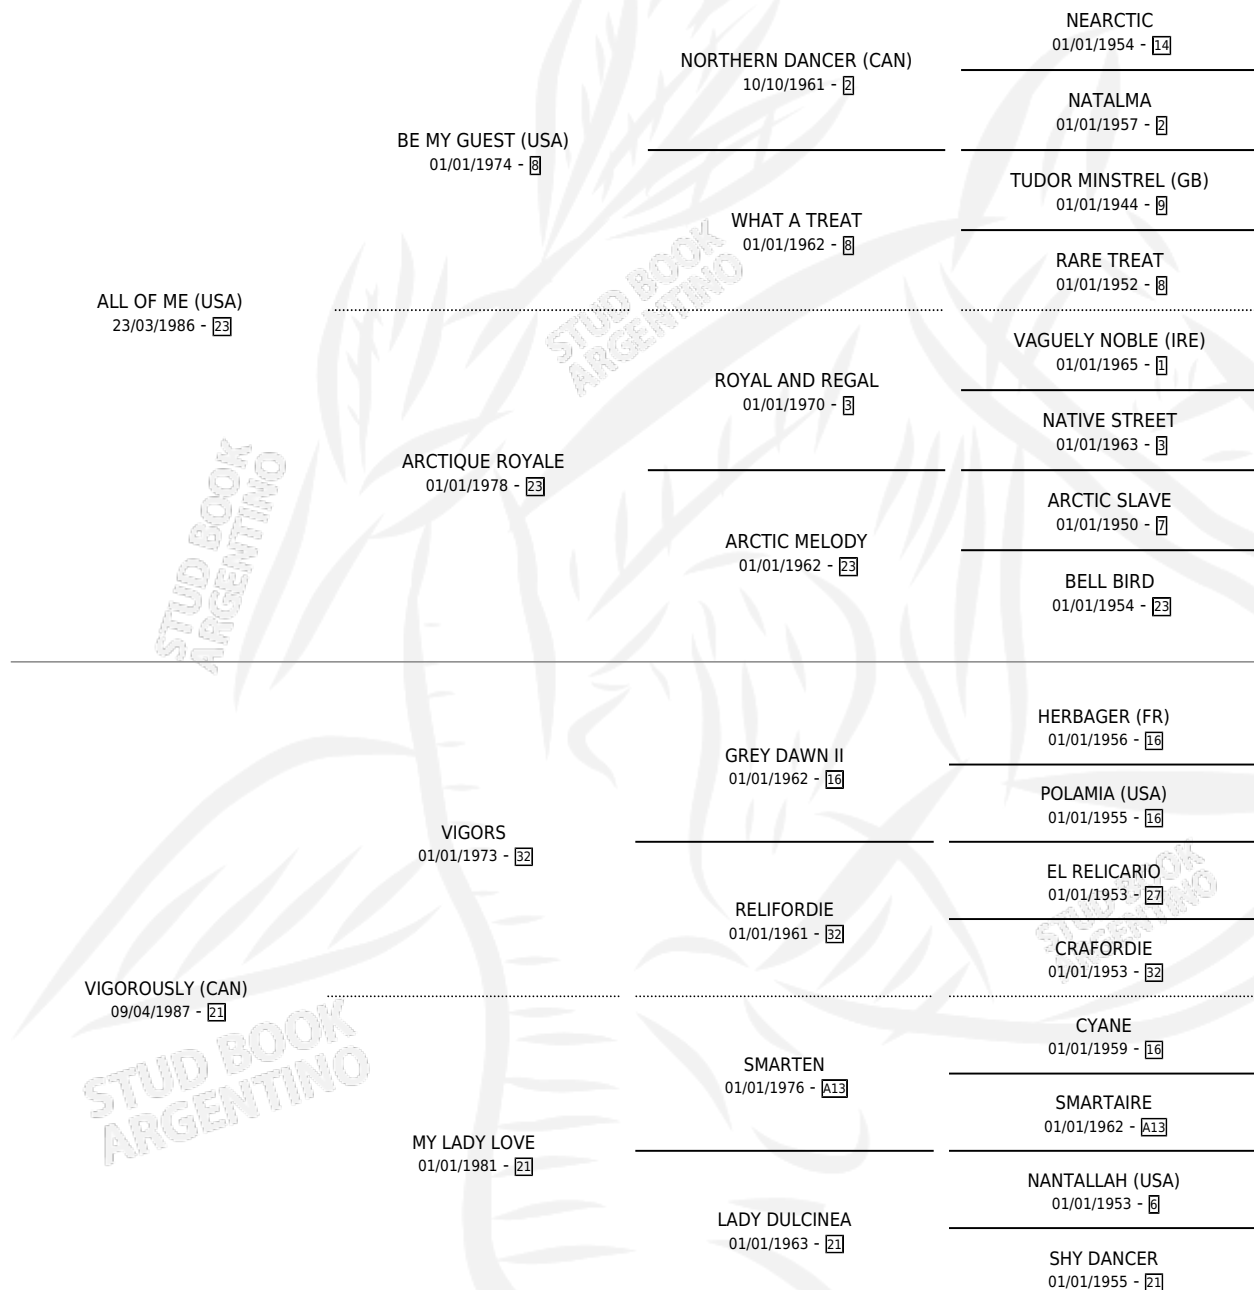 NEARCTIC
01/01/1954 - 14
NORTHERN DANCER (CAN)
10/10/1961 - 2
NATALMA
01/01/1957 - 2
BE MY GUEST (USA)
01/01/1974 - 8
TUDOR MINSTREL (GB)
01/01/1944 - 9
WHAT A TREAT
01/01/1962 - 8
RARE TREAT
01/01/1952 - 8
STUD BOOK
ARGENTINO
ALL OF ME (USA)
23/03/1986 - 23
VAGUELY NOBLE (IRE)
01/01/1965 - 1
ROYAL AND REGAL
01/01/1970 - 3
NATIVE STREET
01/01/1963 - 3
ARCTIQUE ROYALE
01/01/1978 - 23
ARCTIC SLAVE
01/01/1950 - 7
ARCTIC MELODY
01/01/1962 - 23
BELL BIRD
01/01/1954 - 23
STUD BOOK
ARGENTINO
HERBAGER (FR)
01/01/1956 - 16
GREY DAWN II
01/01/1962 - 16
POLAMIA (USA)
01/01/1955 - 16
VIGORS
01/01/1973 - 32
EL RELICARIO
01/01/1953 - 27
RELIFORDIE
01/01/1961 - 32
CRAFORDIE
01/01/1953 - 32
STUD BOOK
ARGENTINO
VIGOROUSLY (CAN)
09/04/1987 - 21
CYANE
01/01/1959 - 16
SMARTEN
01/01/1976 - A13
SMARTAIRE
01/01/1962 - A13
STUD BOOK
ARGENTINO
MY LADY LOVE
01/01/1981 - 21
NANTALLAH (USA)
01/01/1953 - 6
LADY DULCINEA
01/01/1963 - 21
SHY DANCER
01/01/1955 - 21